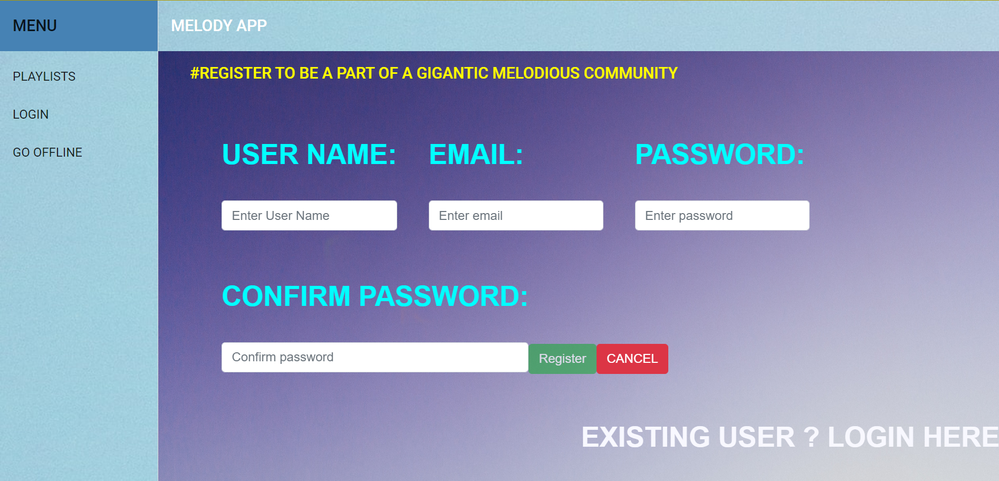 MENU
MELODY APP
PLAYLISTS
LOGIN
GO OFFLINE
#REGISTER TO BE A PART OF A GIGANTIC MELODIOUS COMMUNITY
USER NAME: EMAIL: PASSWORD:
Enter User Name Enter email Enter password
CONFIRM PASSWORD:
Confirm password Register CANCEL
EXISTING USER ? LOGIN HERE